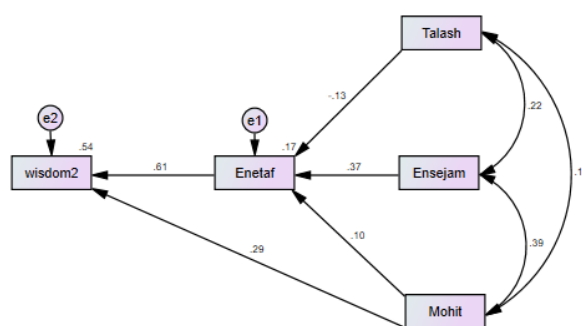 Talash
-.13
.22
e2
e1
.54
.17
.1
wisdom2
.61
Enetaf
.37
Ensejam
.10
.39
.29
Mohit